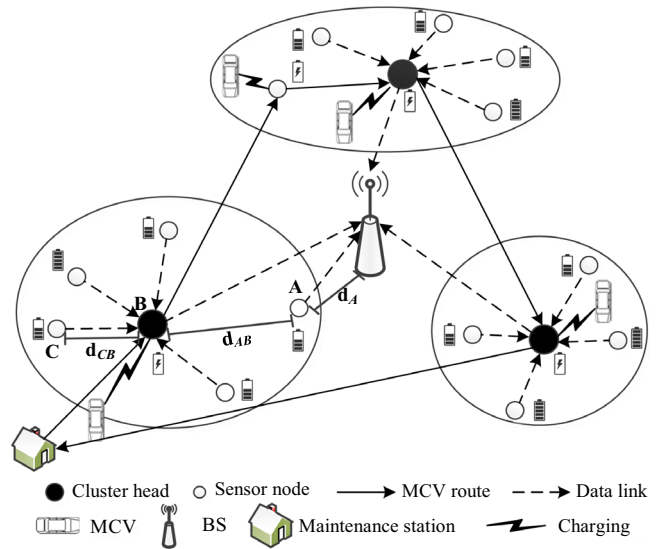 B
A
d_A
d_AB
C
d_CB
Cluster head
Sensor node
MCV route
Data link
MCV
BS
Maintenance station
Charging